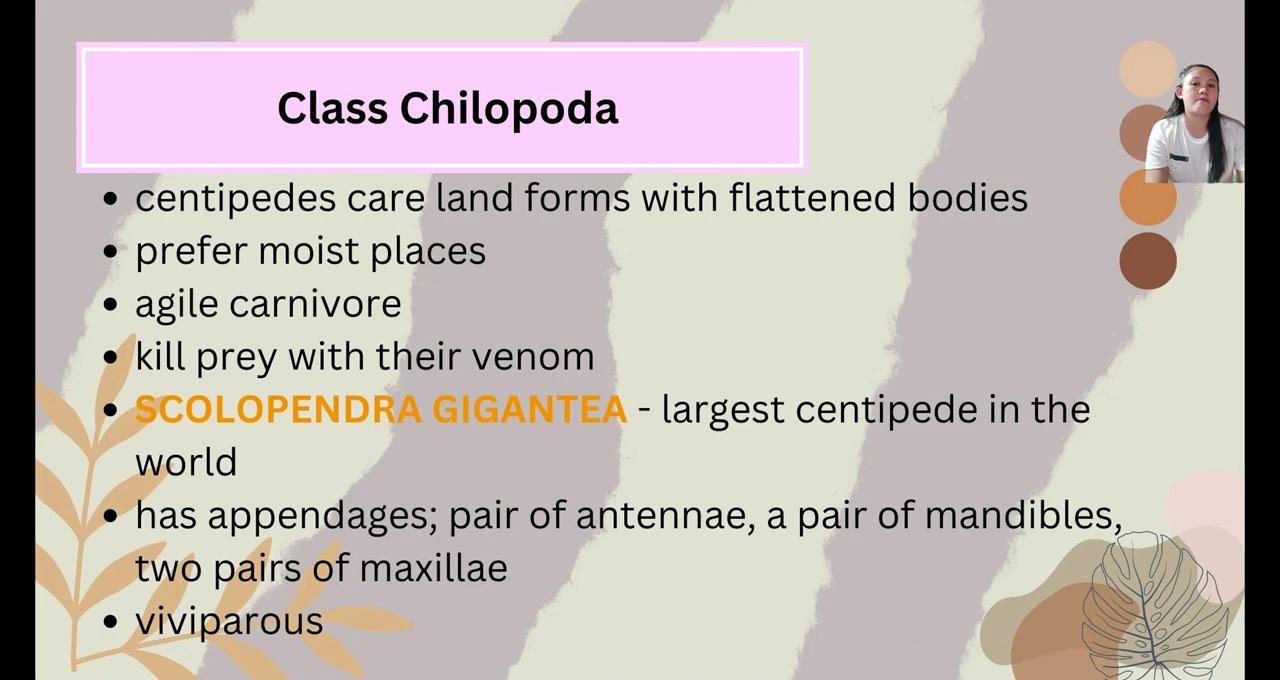 Class Chilopoda
• centipedes care land forms with flattened bodies
• prefer moist places
• agile carnivore
• kill prey with their venom
• SCOLOPENDRA GIGANTEA - largest centipede in the
world
• has appendages; pair of antennae, a pair of mandibles,
two pairs of maxillae
• viviparous